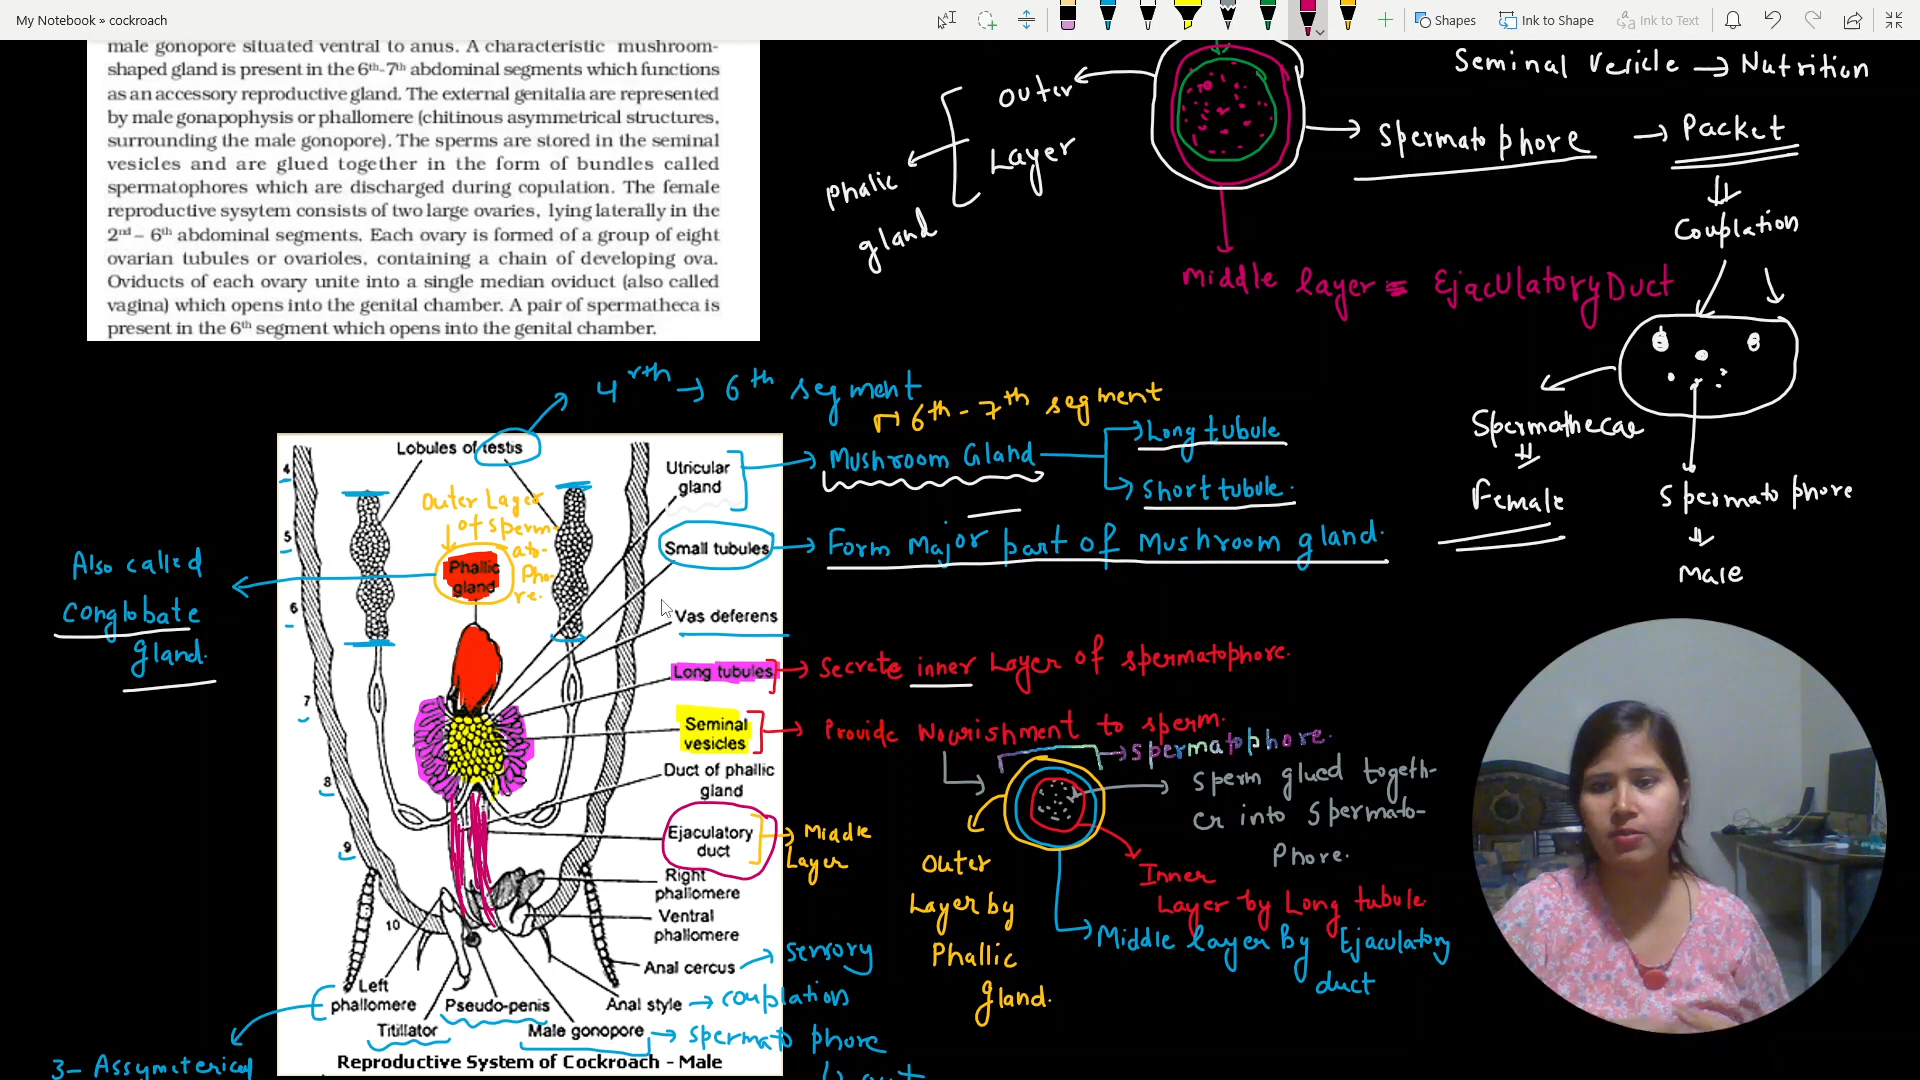 My Notebook » cockroach
Shapes
Ink to Shape
Ink to Text
male gonopore situated ventral to anus. A characteristic mushroom-
shaped gland is present in the 6th-7th abdominal segments which functions
as an accessory reproductive gland. The external genitalia are represented
by male gonapophysis or phallomere (chitinous asymmetrical structures,
surrounding the male gonopore). The sperms are stored in the seminal
vesicles and are glued together in the form of bundles called
spermatophores which are discharged during copulation. The female
reproductive sysytem consists of two large ovaries, lying laterally in the
2nd – 6th abdominal segments. Each ovary is formed of a group of eight
ovarian tubules or ovarioles, containing a chain of developing ova.
Oviducts of each ovary unite into a single median oviduct (also called
vagina) which opens into the genital chamber. A pair of spermatheca is
present in the 6th segment which opens into the genital chamber.
Seminal Vesicle → Nutrition
Outer
Layer
Phalic
gland
Spermatophore → Packet
Couplation
Middle layer = Ejaculatory Duct
Spermathecae
Female
Spermatophore
Male
4rth → 6th segment
6th - 7th segment
Mushroom Gland
Long tubule
Short tubule.
Form Major part of Mushroom gland.
Also called
Conglobate
gland.
Lobules of testis
Utricular
gland
Outer Layer
of sperm-
ato-
Pho-
re.
Phallic
gland
Small tubules
Vas deferens
Long tubules
Seminal
vesicles
Duct of phallic
gland
Ejaculatory
duct
Right
phallomere
Ventral
phallomere
Anal cercus
Anal style
Left
phallomere
Pseudo-penis
Titillator
Male gonopore
4
5
6
7
8
9
10
Reproductive System of Cockroach - Male
Secrete inner Layer of spermatophore.
Provide Nourishment to sperm.
Spermatophore.
Sperm glued togeth-
er into Spermato-
Phore.
Middle
Layer
Outer
Layer by
Phallic
gland.
Inner
Layer by Long tubule.
Middle layer By Ejaculatory
duct
Sensory
couplation
spermatophore
3- Assymeterical